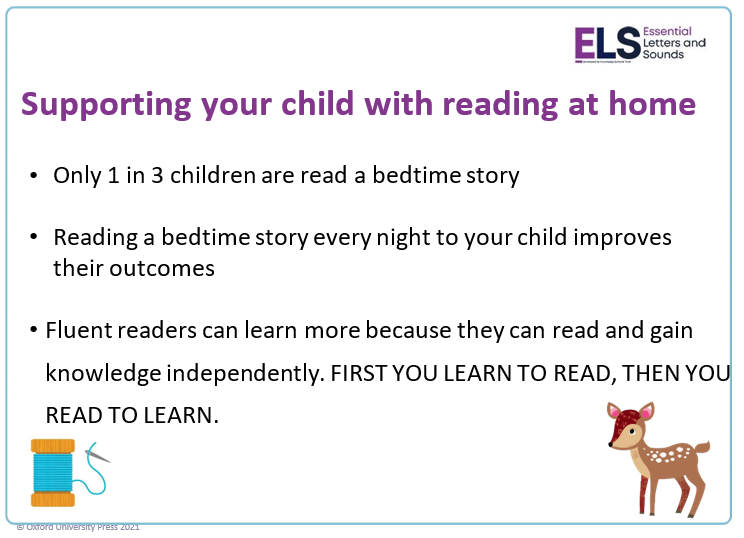 ELS Essential
Letters and
Sounds
Supporting your child with reading at home
• Only 1 in 3 children are read a bedtime story
• Reading a bedtime story every night to your child improves
their outcomes
• Fluent readers can learn more because they can read and gain
knowledge independently. FIRST YOU LEARN TO READ, THEN YOU
READ TO LEARN.
© Oxford University Press 2021